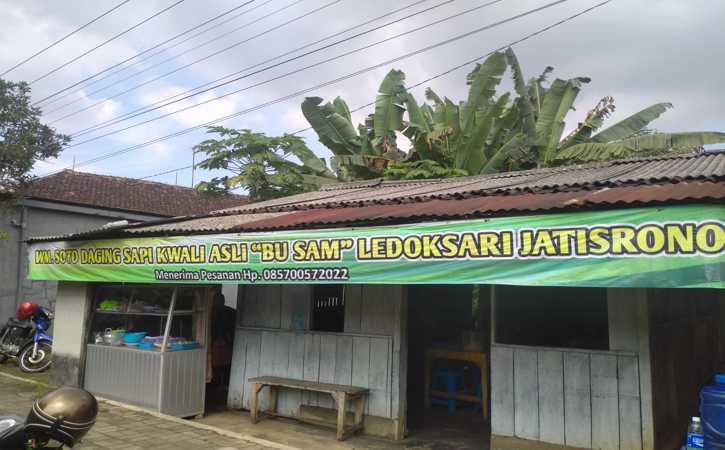 WM. SOTO DAGING SAPI KWALI ASLI "BU SAM" LEDOKSARI JATISRONO
Menerima Pesanan Hp. 085700572022